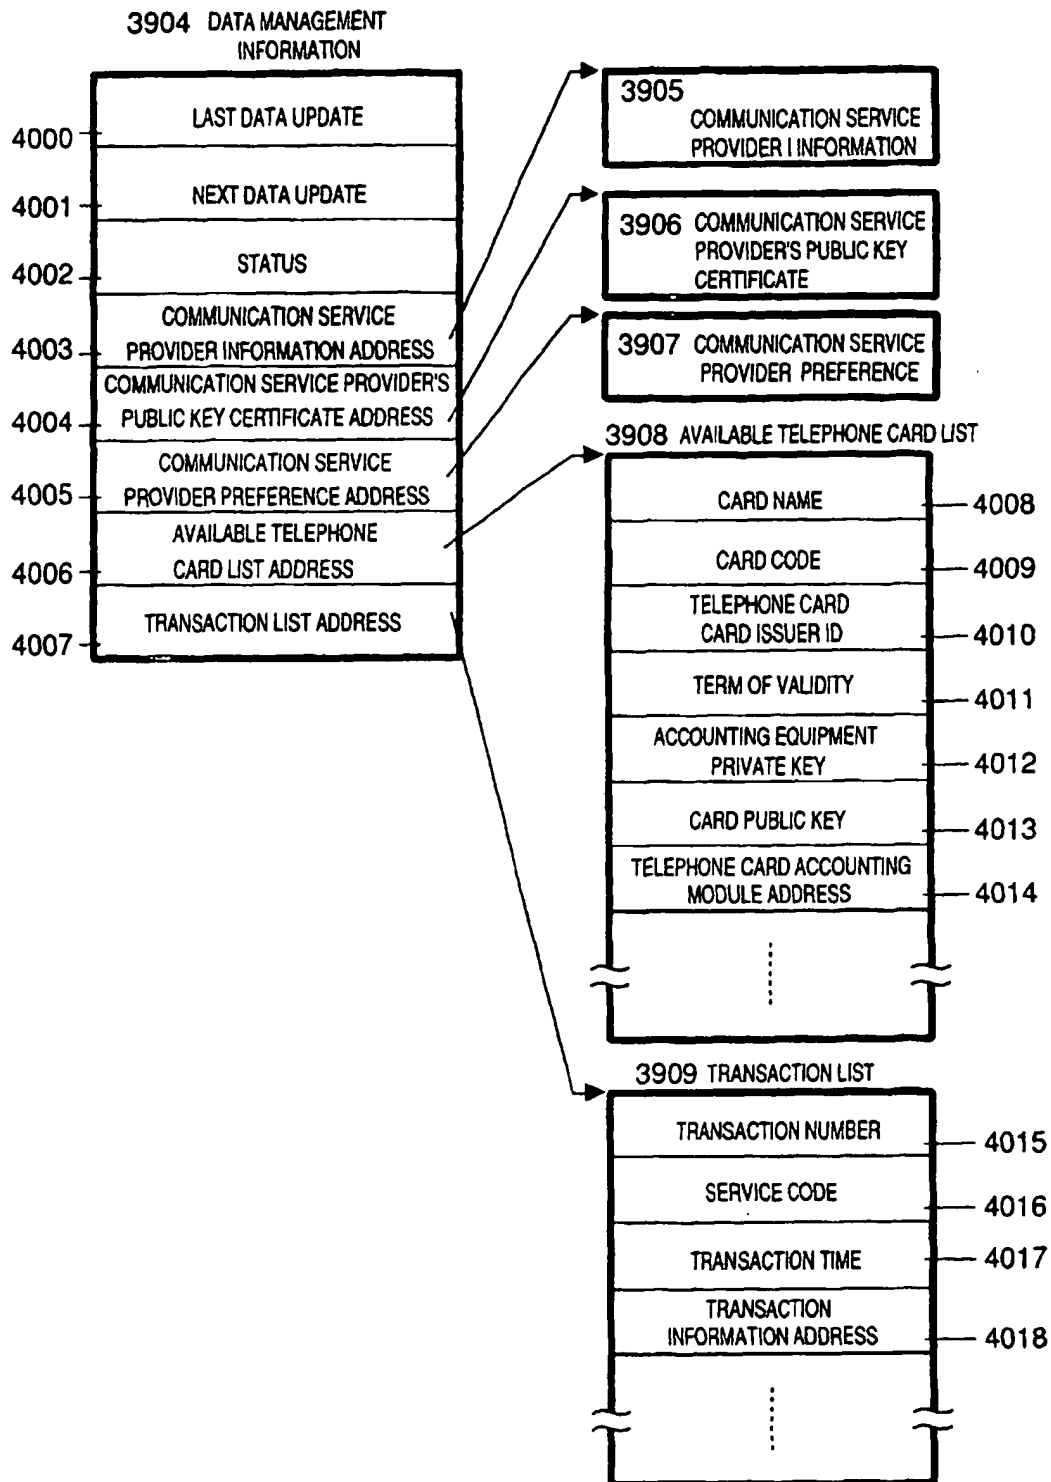 3904 DATA MANAGEMENT
INFORMATION
LAST DATA UPDATE
4000
NEXT DATA UPDATE
4001
STATUS
4002
COMMUNICATION SERVICE
PROVIDER INFORMATION ADDRESS
4003
COMMUNICATION SERVICE PROVIDER'S
PUBLIC KEY CERTIFICATE ADDRESS
4004
COMMUNICATION SERVICE
PROVIDER PREFERENCE ADDRESS
4005
AVAILABLE TELEPHONE
CARD LIST ADDRESS
4006
TRANSACTION LIST ADDRESS
4007
3905
COMMUNICATION SERVICE
PROVIDER I INFORMATION
3906 COMMUNICATION SERVICE
PROVIDER'S PUBLIC KEY
CERTIFICATE
3907 COMMUNICATION SERVICE
PROVIDER PREFERENCE
3908 AVAILABLE TELEPHONE CARD LIST
CARD NAME
4008
CARD CODE
4009
TELEPHONE CARD
CARD ISSUER ID
4010
TERM OF VALIDITY
4011
ACCOUNTING EQUIPMENT
PRIVATE KEY
4012
CARD PUBLIC KEY
4013
TELEPHONE CARD ACCOUNTING
MODULE ADDRESS
4014
3909 TRANSACTION LIST
TRANSACTION NUMBER
4015
SERVICE CODE
4016
TRANSACTION TIME
4017
TRANSACTION
INFORMATION ADDRESS
4018